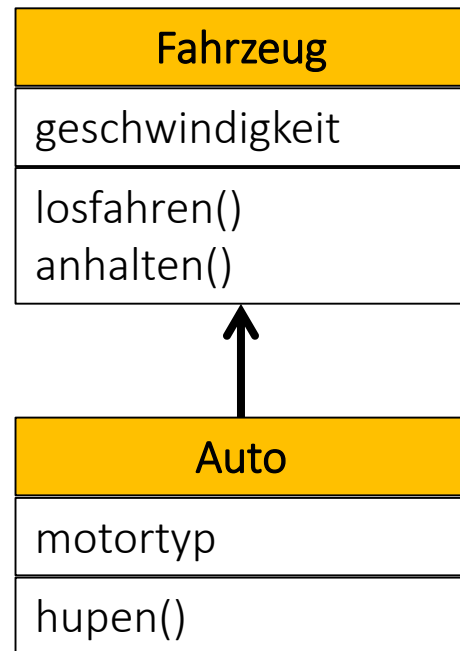 Fahrzeug
geschwindigkeit
losfahren()
anhalten()
Auto
motortyp
hupen()